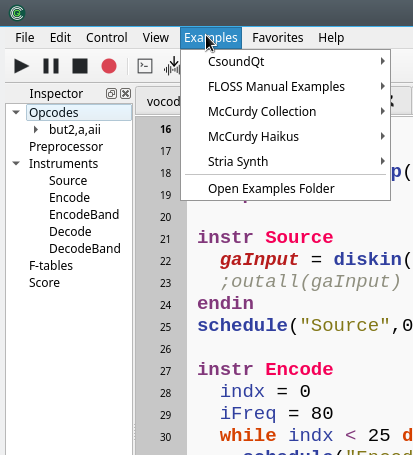 File Edit Control View Examples Favorites Help
CsoundQt
FLOSS Manual Examples
McCurdy Collection
McCurdy Haikus
Stria Synth
Open Examples Folder
Inspector
Opcodes
but2,a,aii
Preprocessor
Instruments
Source
Encode
EncodeBand
Decode
DecodeBand
F-tables
Score
vocod
16
17
18 p(
19
20
21 instr Source
22 gaInput = diskin(
23 ;outall(gaInput)
24 endin
25 schedule("Source",0
26
27 instr Encode
28 indx = 0
29 iFreq = 80
30 while indx < 25 d